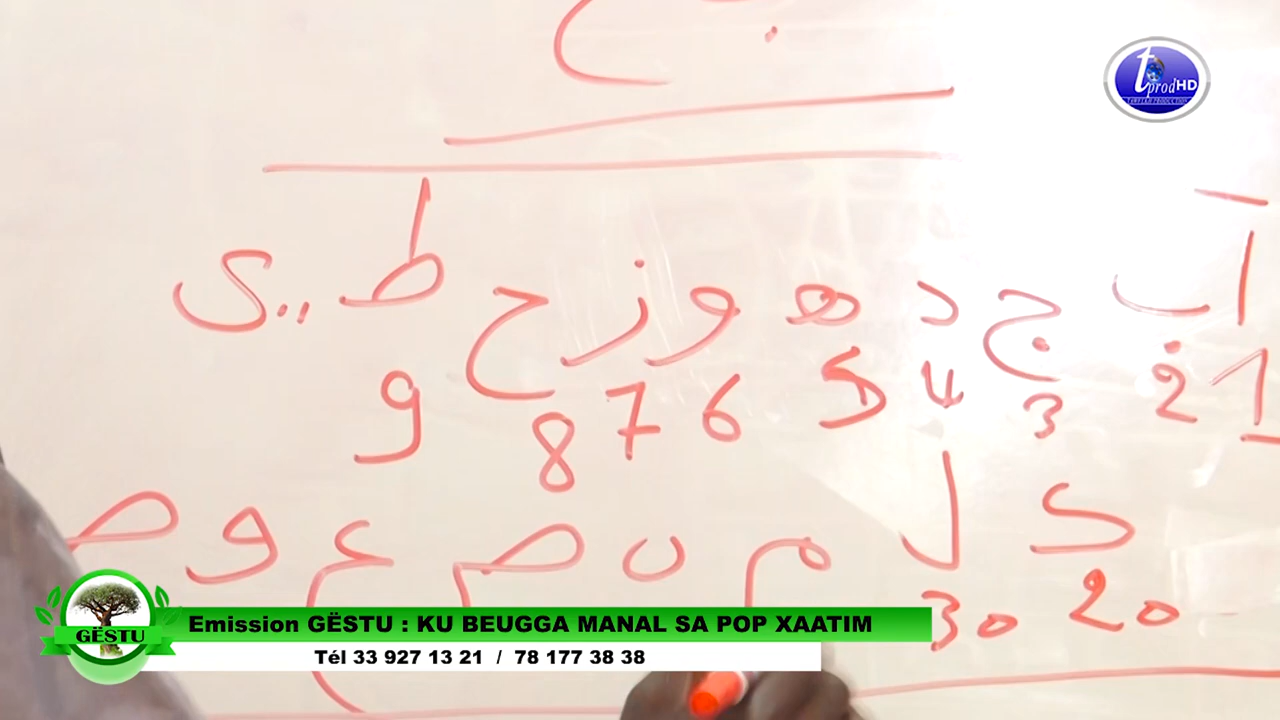 ا ب ج د ه و ز ح ط ى
1 2 3 4 5 6 7 8 9
ك ل م ں ص ع ڡ ص
20 30
tprodHD
Emission GËSTU : KU BEUGGA MANAL SA POP XAATIM
GËSTU
Tél 33 927 13 21 / 78 177 38 38